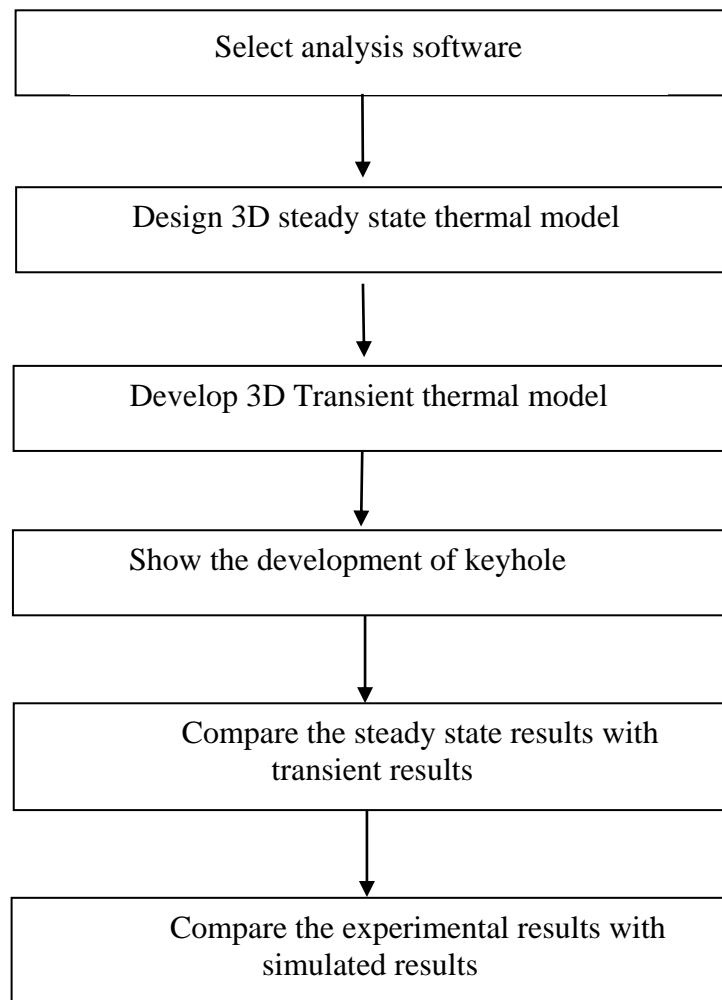 Select analysis software
Design 3D steady state thermal model
Develop 3D Transient thermal model
Show the development of keyhole
Compare the steady state results with
transient results
Compare the experimental results with
simulated results